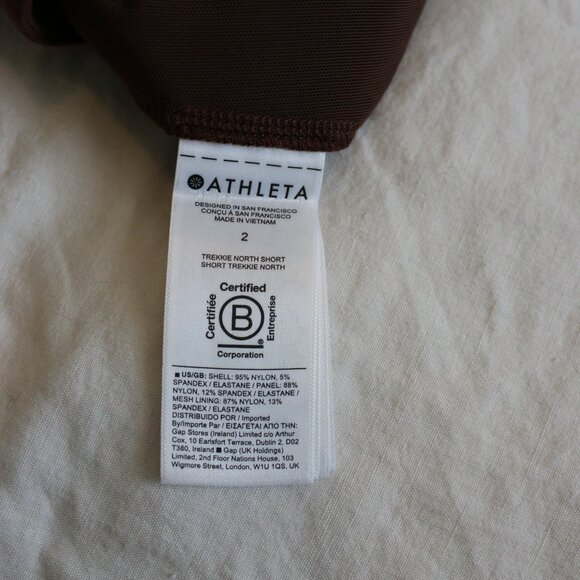 ATHLETA
DESIGNED IN SAN FRANCISCO
CONÇU À SAN FRANCISCO
MADE IN VIETNAM
2
TREKKIE NORTH SHORT
SHORT TREKKIE NORTH
Certified
Certifiée
B
Entreprise
®
Corporation
■ US/GB: SHELL: 95% NYLON, 5%
SPANDEX / ELASTANE / PANEL: 88%
NYLON, 12% SPANDEX / ELASTANE /
MESH LINING: 87% NYLON, 13%
SPANDEX / ELASTANE
DISTRIBUIDO POR / Imported
By/Importe Par / ΕΙΣΑΓΕΤΑΙ ΑΠΟ ΤΗΝ:
Gap Stores (Ireland) Limited c/o Arthur
Cox, 10 Earlsfort Terrace, Dublin 2, D02
T380, Ireland ■ Gap (UK Holdings)
Limited, 2nd Floor Nations House, 103
Wigmore Street, London, W1U 1QS, UK